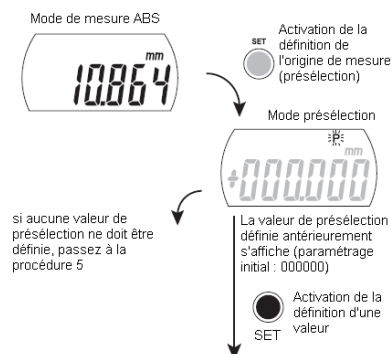 Mode de mesure ABS
mm
10.864
SET
Activation de la
définition de
l'origine de mesure
(présélection)
Mode présélection
P
mm
+000.000
si aucune valeur de
présélection ne doit être
définie, passez à la
procédure 5
La valeur de présélection
définie antérieurement
s'affiche (paramétrage
initial : 000000)
Activation de la
définition d'une
valeur
SET